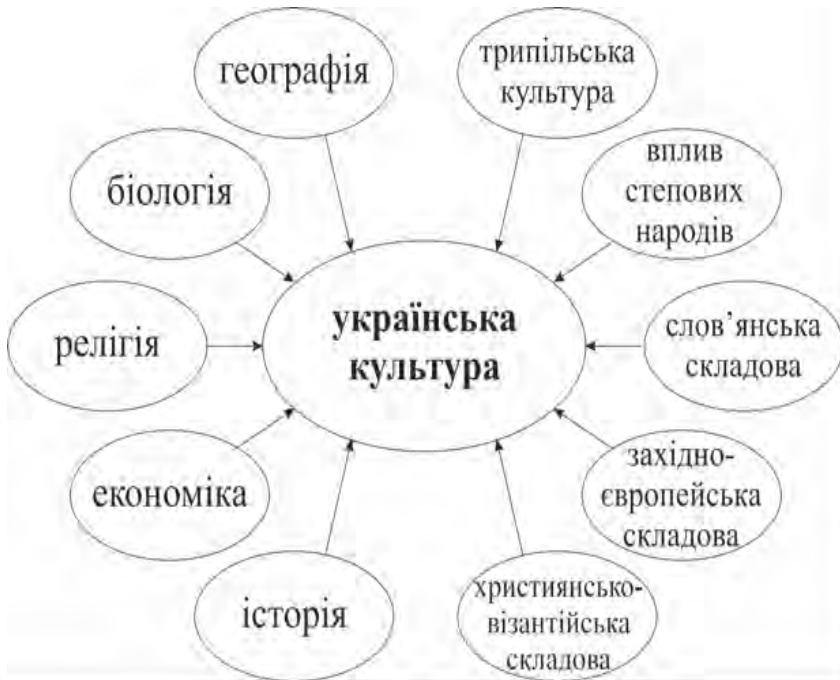 географія
трипільська
культура
біологія
вплив
степових
народів
українська
культура
релігія
слов’янська
складова
економіка
західно-
європейська
складова
історія
християнсько-
візантійська
складова